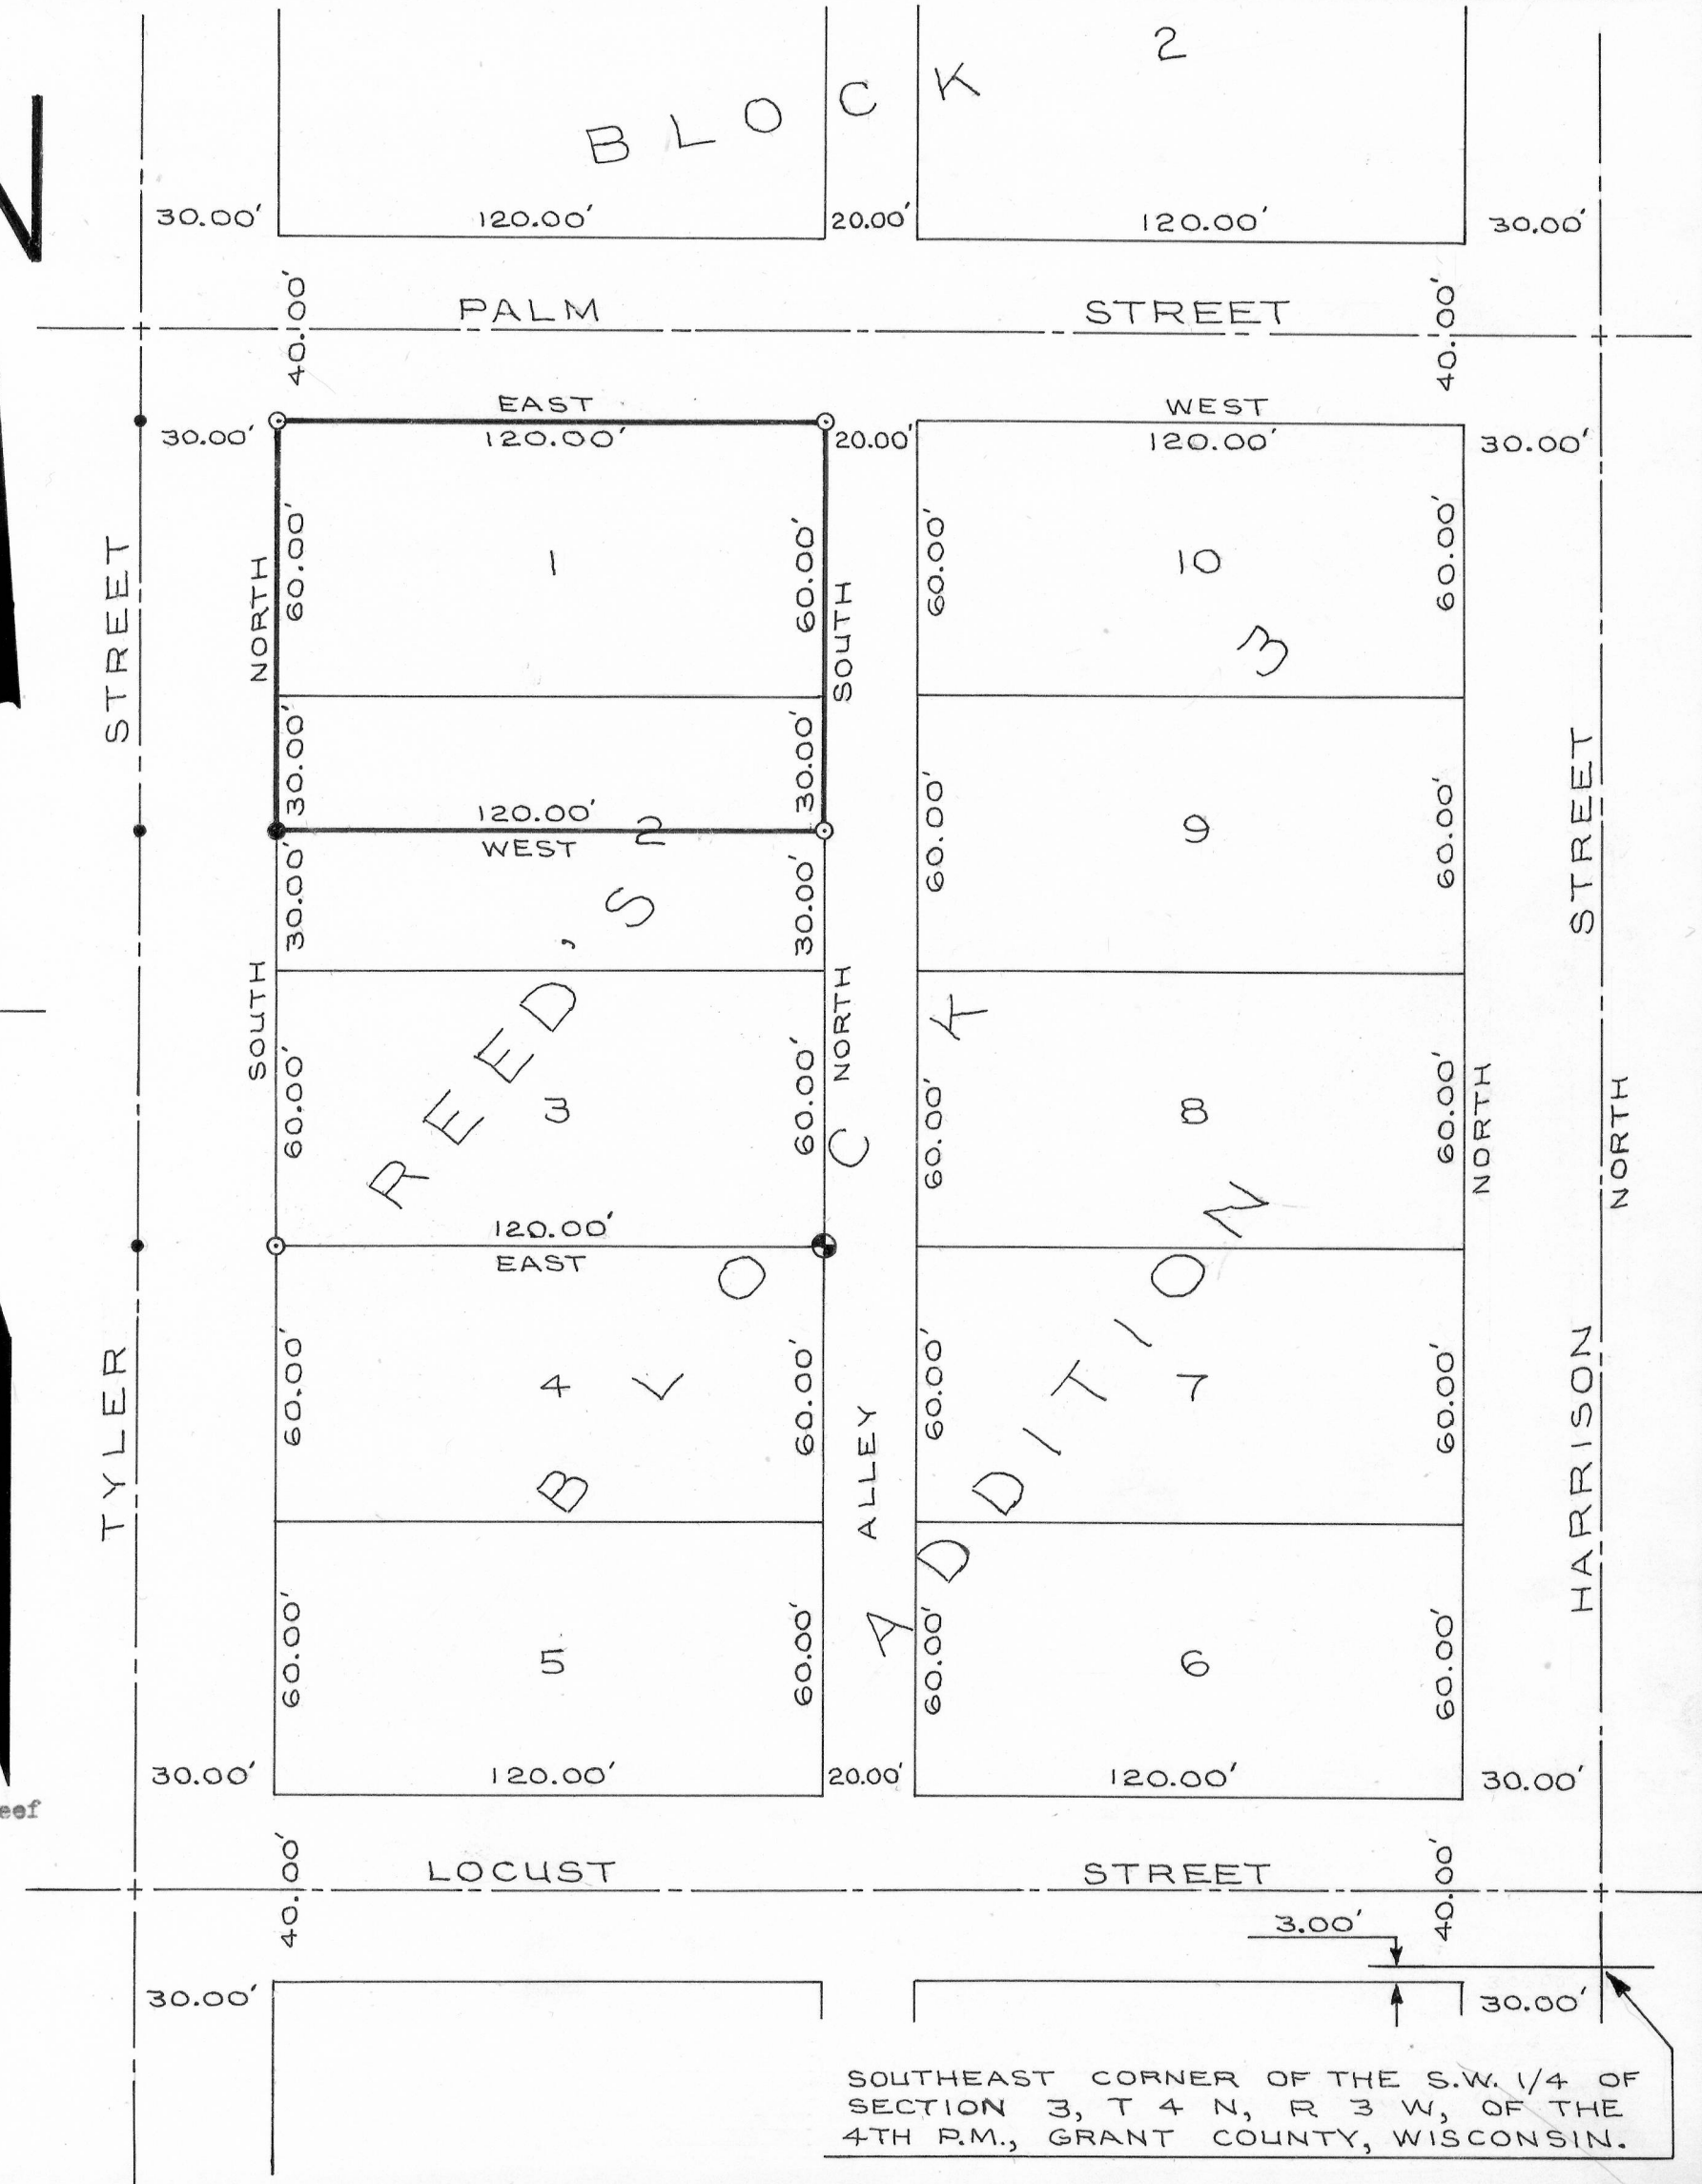 N
2
BLOCK
30.00' 120.00' 20.00' 120.00' 30.00'
40.00' 40.00'
PALM STREET
EAST WEST
30.00' 120.00' 20.00' 120.00' 30.00'
60.00' 60.00' 60.00' 60.00'
1 10
NORTH SOUTH
STREET
3
30.00' 30.00'
120.00'
2
WEST
60.00' 9 60.00'
STREET
30.00' 30.00'
REED'S
SOUTH NORTH
60.00' 3 60.00' 60.00' 8 60.00'
NORTH NORTH
120.00'
EAST
BLOCK
60.00' 4 60.00' 60.00' 7 60.00'
TYLER
ALLEY
HARRISON
ADDITION
60.00' 5 60.00' 60.00' 6 60.00'
30.00' 120.00' 20.00' 120.00' 30.00'
eef
40.00' 40.00'
LOCUST STREET
3.00'
30.00' 30.00'
SOUTHEAST CORNER OF THE S.W. 1/4 OF
SECTION 3, T 4 N, R 3 W, OF THE
4TH P.M., GRANT COUNTY, WISCONSIN.